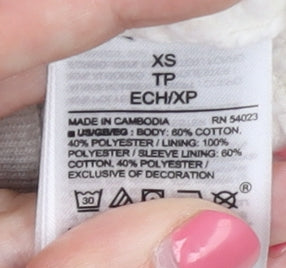 XS
TP
ECH/XP
MADE IN CAMBODIA RN 54023
■ US/GB/EG : BODY: 60% COTTON.
40% POLYESTER / LINING: 100%
POLYESTER / SLEEVE LINING: 60%
COTTON. 40% POLYESTER /
EXCLUSIVE OF DECORATION
30 ®